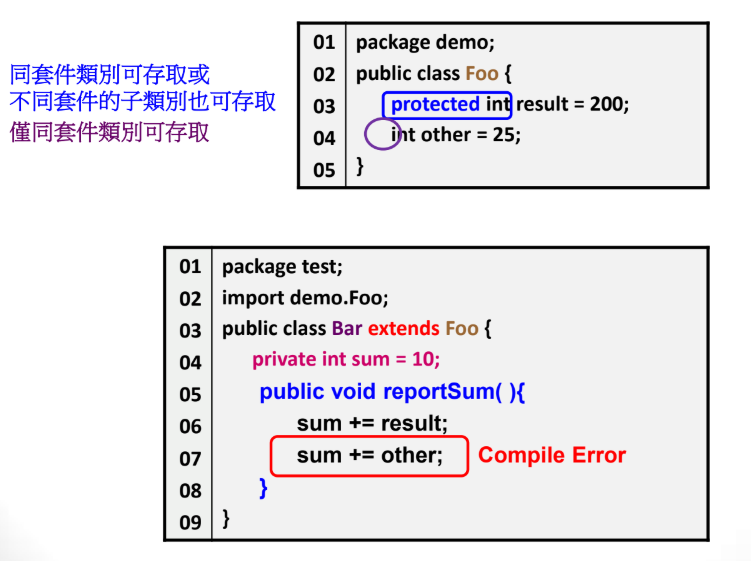 同套件類別可存取或
不同套件的子類別也可存取
僅同套件類別可存取
01 package demo;
02 public class Foo {
03 protected int result = 200;
04 int other = 25;
05 }
01 package test;
02 import demo.Foo;
03 public class Bar extends Foo {
04 private int sum = 10;
05 public void reportSum( ){
06 sum += result;
07 sum += other; Compile Error
08 }
09 }